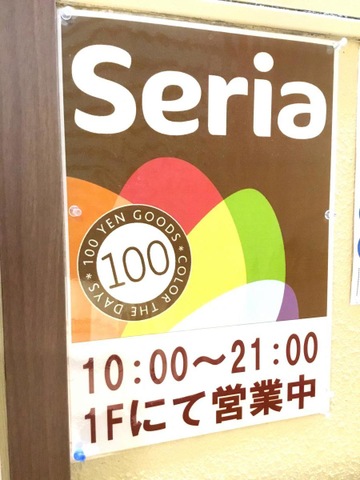 Seria
* 100 YEN GOODS * COLOR THE DAYS
100
10:00～21:00
1Fにて営業中